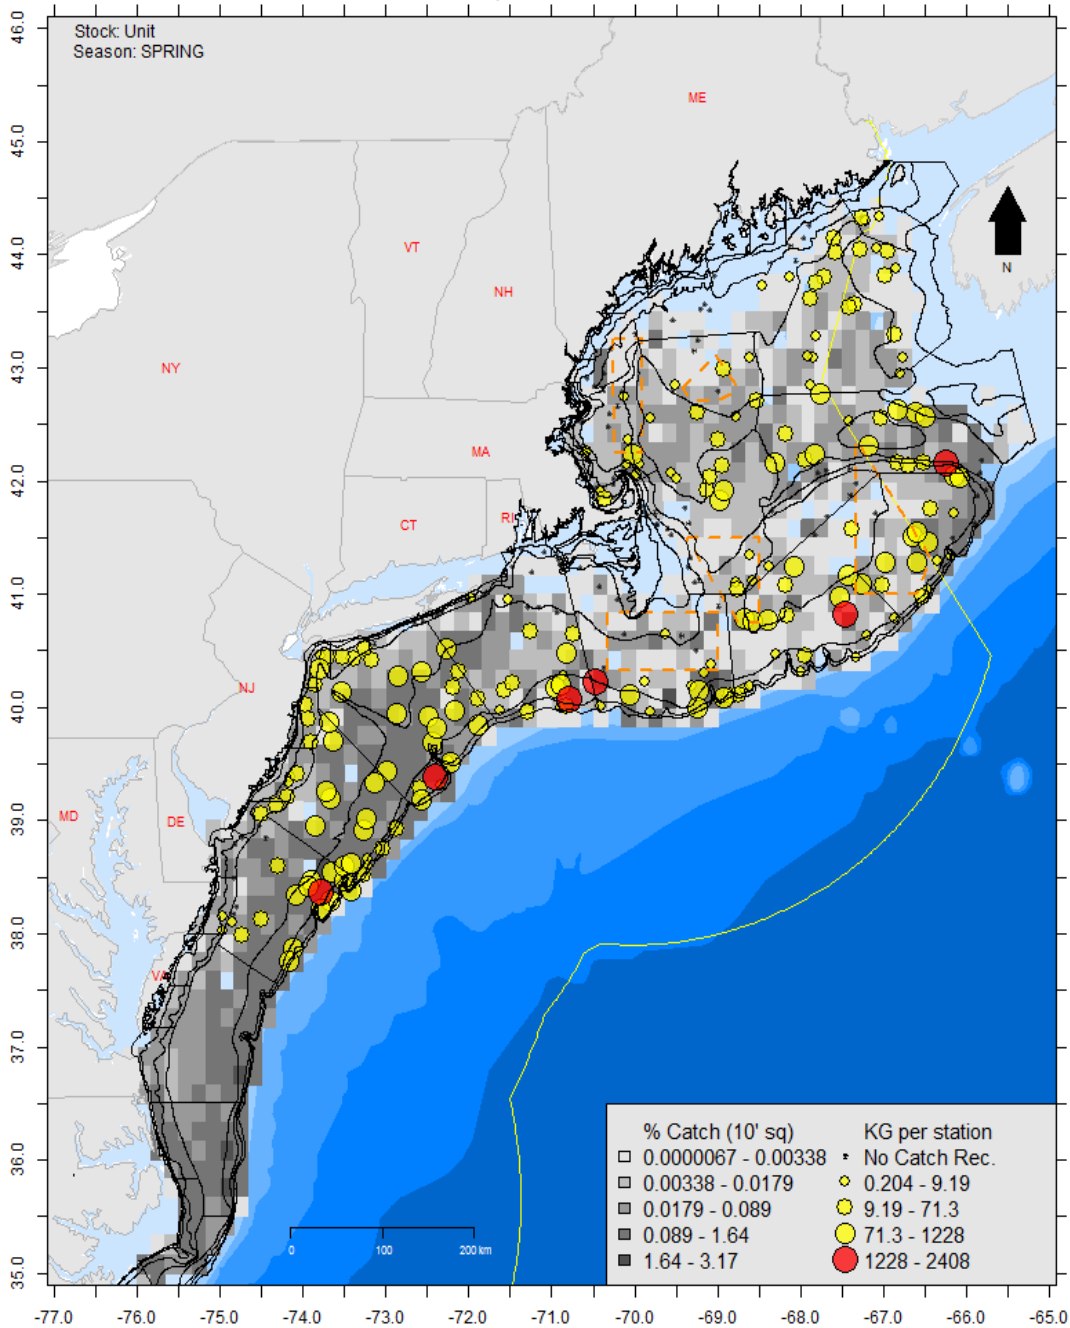 Stock: Unit
Season: SPRING
ME
VT
NH
NY
MA
CT
RI
NJ
MD
DE
VA
N
46.0
45.0
44.0
43.0
42.0
41.0
40.0
39.0
38.0
37.0
36.0
35.0
0 100 200 km
% Catch (10' sq)
0.0000067 - 0.00338
0.00338 - 0.0179
0.0179 - 0.089
0.089 - 1.64
1.64 - 3.17
KG per station
No Catch Rec.
0.204 - 9.19
9.19 - 71.3
71.3 - 1228
1228 - 2408
-77.0 -76.0 -75.0 -74.0 -73.0 -72.0 -71.0 -70.0 -69.0 -68.0 -67.0 -66.0 -65.0